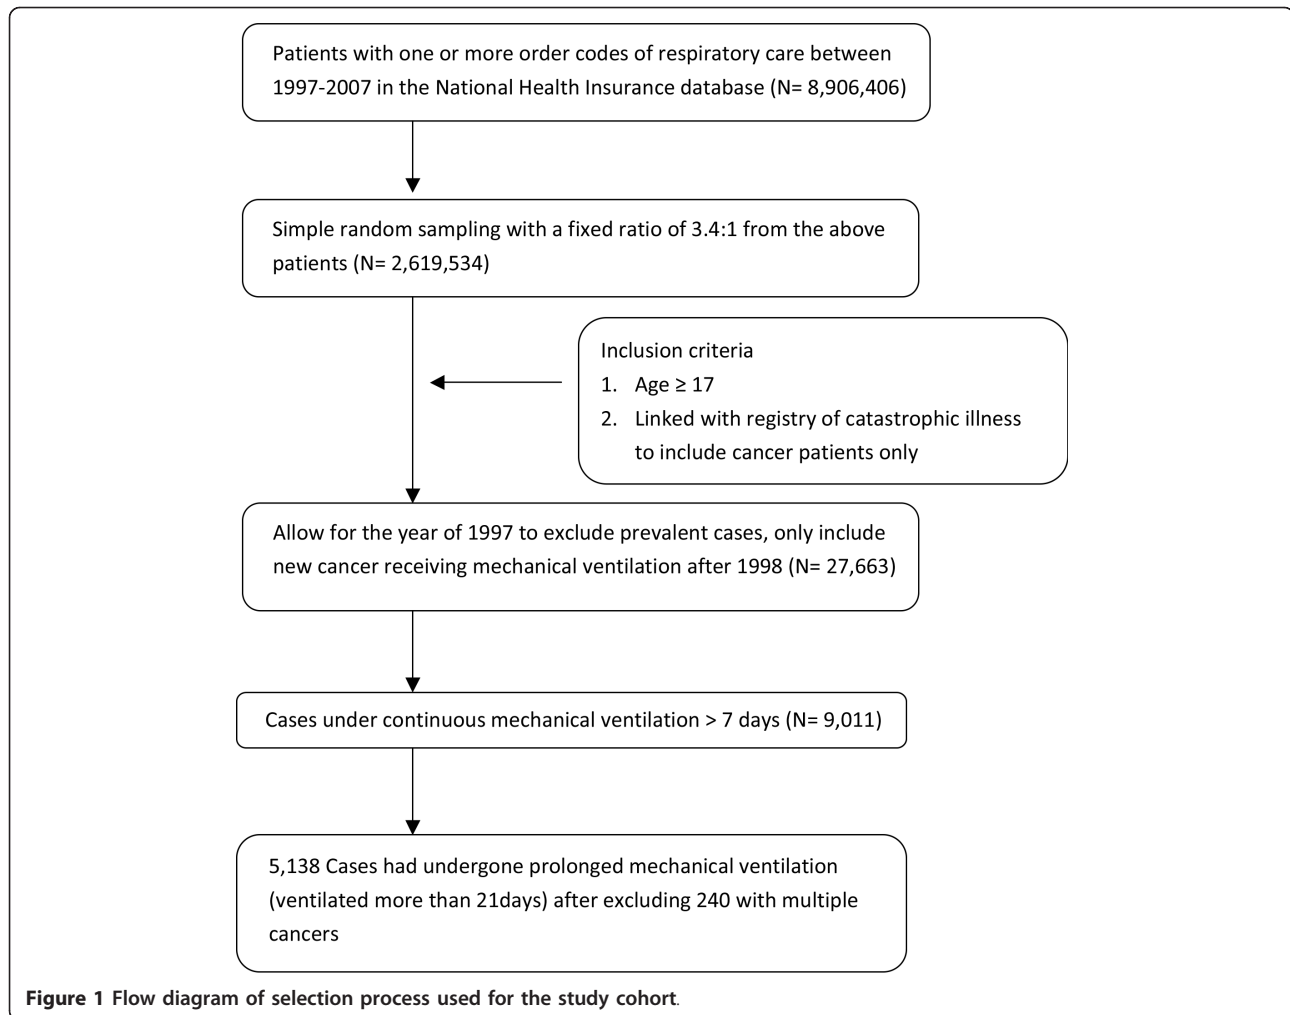 Patients with one or more order codes of respiratory care between
1997-2007 in the National Health Insurance database (N= 8,906,406)
Simple random sampling with a fixed ratio of 3.4:1 from the above
patients (N= 2,619,534)
Inclusion criteria
1. Age ≥ 17
2. Linked with registry of catastrophic illness
to include cancer patients only
Allow for the year of 1997 to exclude prevalent cases, only include
new cancer receiving mechanical ventilation after 1998 (N= 27,663)
Cases under continuous mechanical ventilation > 7 days (N= 9,011)
5,138 Cases had undergone prolonged mechanical ventilation
(ventilated more than 21days) after excluding 240 with multiple
cancers
Figure 1 Flow diagram of selection process used for the study cohort.